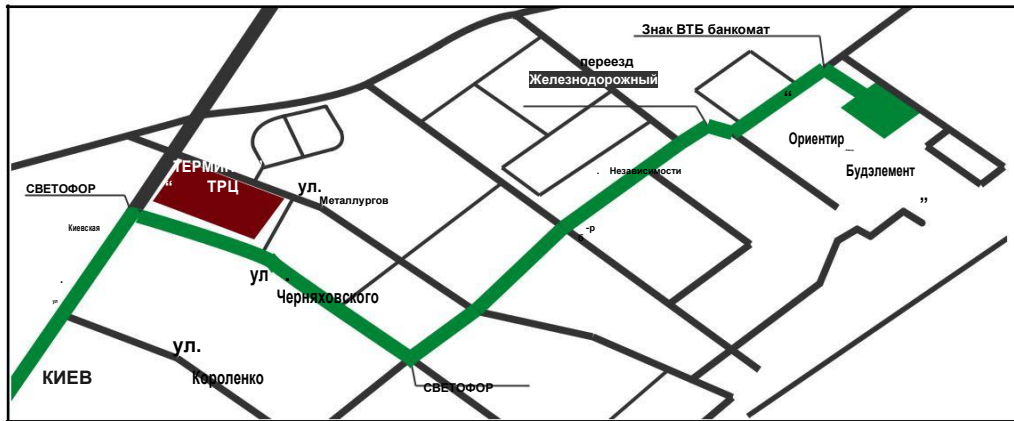 Знак ВТБ банкомат
переезд
Железнодорожный
“
Ориентир
Будэлемент
”
ТЕРМИН
“ ТРЦ
СВЕТОФОР
ул.
Металлургов
. Независимости
б-р
Киевская
. ул
ул .
Черняховского
ул.
Короленко
КИЕВ
СВЕТОФОР